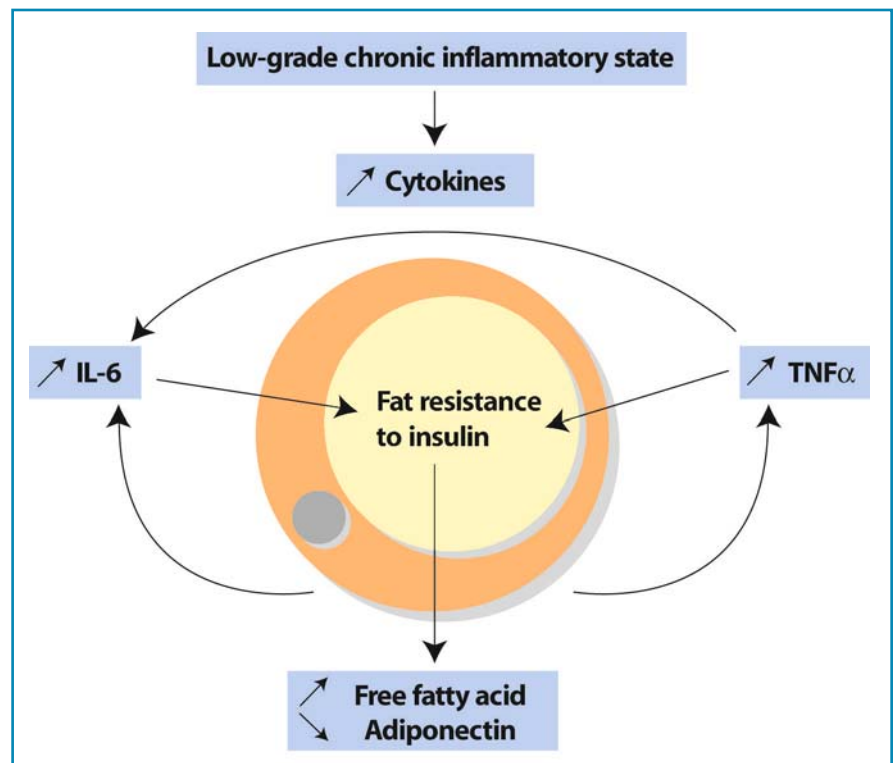 Low-grade chronic inflammatory state
↗ Cytokines
↗ IL-6
↗ TNFα
Fat resistance
to insulin
↗ Free fatty acid
↘ Adiponectin